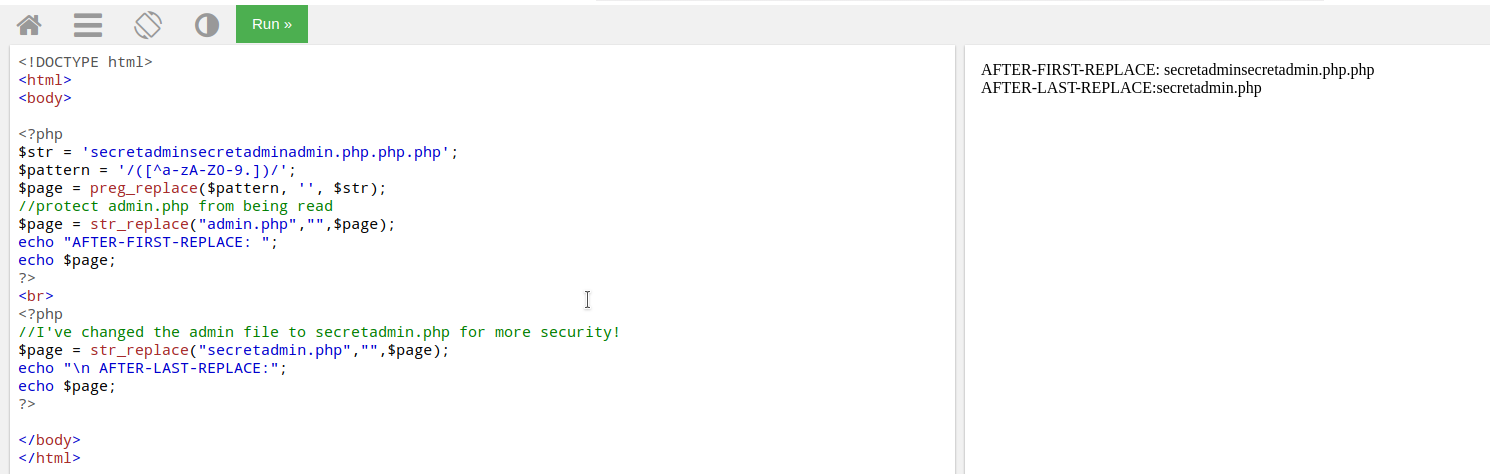 Run »
<!DOCTYPE html>
<html>
<body>
<?php
$str = 'secretadminsecretadminadmin.php.php.php';
$pattern = '/([^a-zA-Z0-9.])/';
$page = preg_replace($pattern, '', $str);
//protect admin.php from being read
$page = str_replace("admin.php","",$page);
echo "AFTER-FIRST-REPLACE: ";
echo $page;
?>
<br>
<?php
//I've changed the admin file to secretadmin.php for more security!
$page = str_replace("secretadmin.php","",$page);
echo "\n AFTER-LAST-REPLACE:";
echo $page;
?>
</body>
</html>
AFTER-FIRST-REPLACE: secretadminsecretadmin.php.php
AFTER-LAST-REPLACE:secretadmin.php